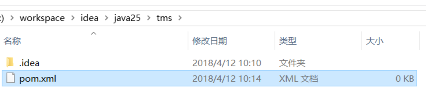 ) › workspace › idea › java25 › tms ›
名称 修改日期 类型 大小
.idea 2018/4/12 10:10 文件夹
pom.xml 2018/4/12 10:14 XML 文档 0 KB